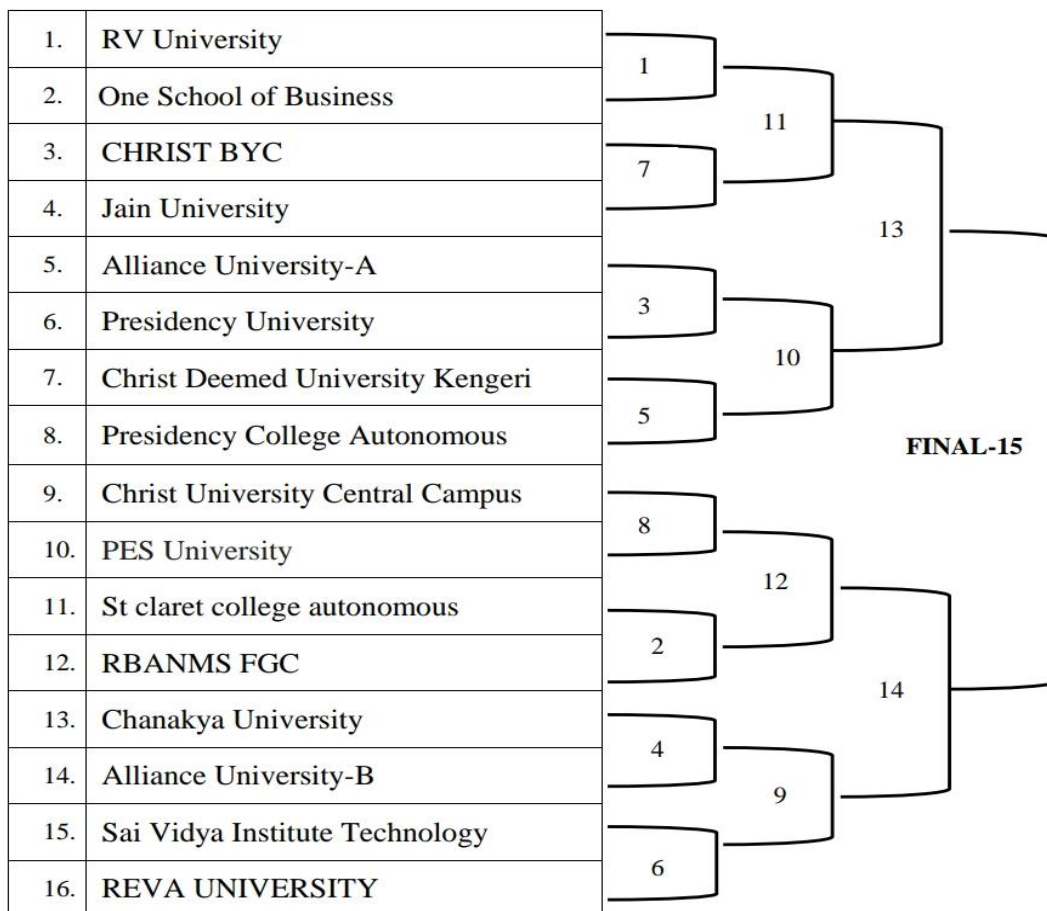 1. RV University
2. One School of Business
3. CHRIST BYC
4. Jain University
5. Alliance University-A
6. Presidency University
7. Christ Deemed University Kengeri
8. Presidency College Autonomous
9. Christ University Central Campus
10. PES University
11. St claret college autonomous
12. RBANMS FGC
13. Chanakya University
14. Alliance University-B
15. Sai Vidya Institute Technology
16. REVA UNIVERSITY
1
7
3
5
8
2
4
6
11
10
12
9
13
14
FINAL-15